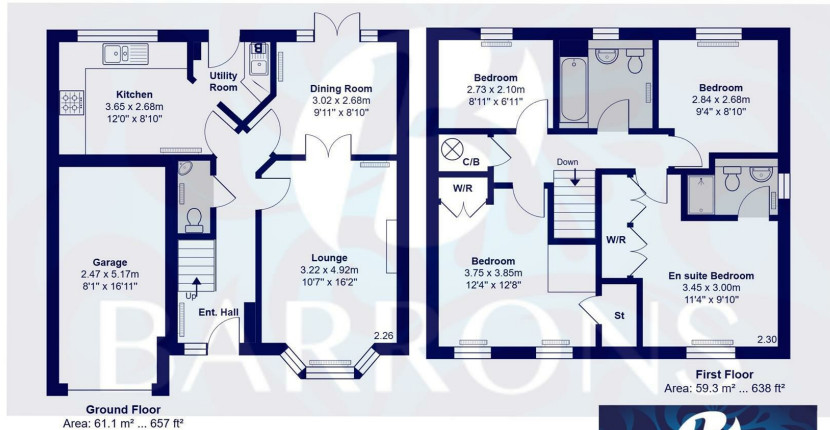 Kitchen
3.65 x 2.68m
12'0" x 8'10"
Utility
Room
Dining Room
3.02 x 2.68m
9'11" x 8'10"
Garage
2.47 x 5.17m
8'1" x 16'11"
Up
Ent. Hall
Lounge
3.22 x 4.92m
10'7" x 16'2"
2.26
Ground Floor
Area: 61.1 m² ... 657 ft²
Bedroom
2.73 x 2.10m
8'11" x 6'11"
Bedroom
2.84 x 2.68m
9'4" x 8'10"
C/B
W/R
Down
Bedroom
3.75 x 3.85m
12'4" x 12'8"
W/R
St
En suite Bedroom
3.45 x 3.00m
11'4" x 9'10"
2.30
First Floor
Area: 59.3 m² ... 638 ft²
BARRONS